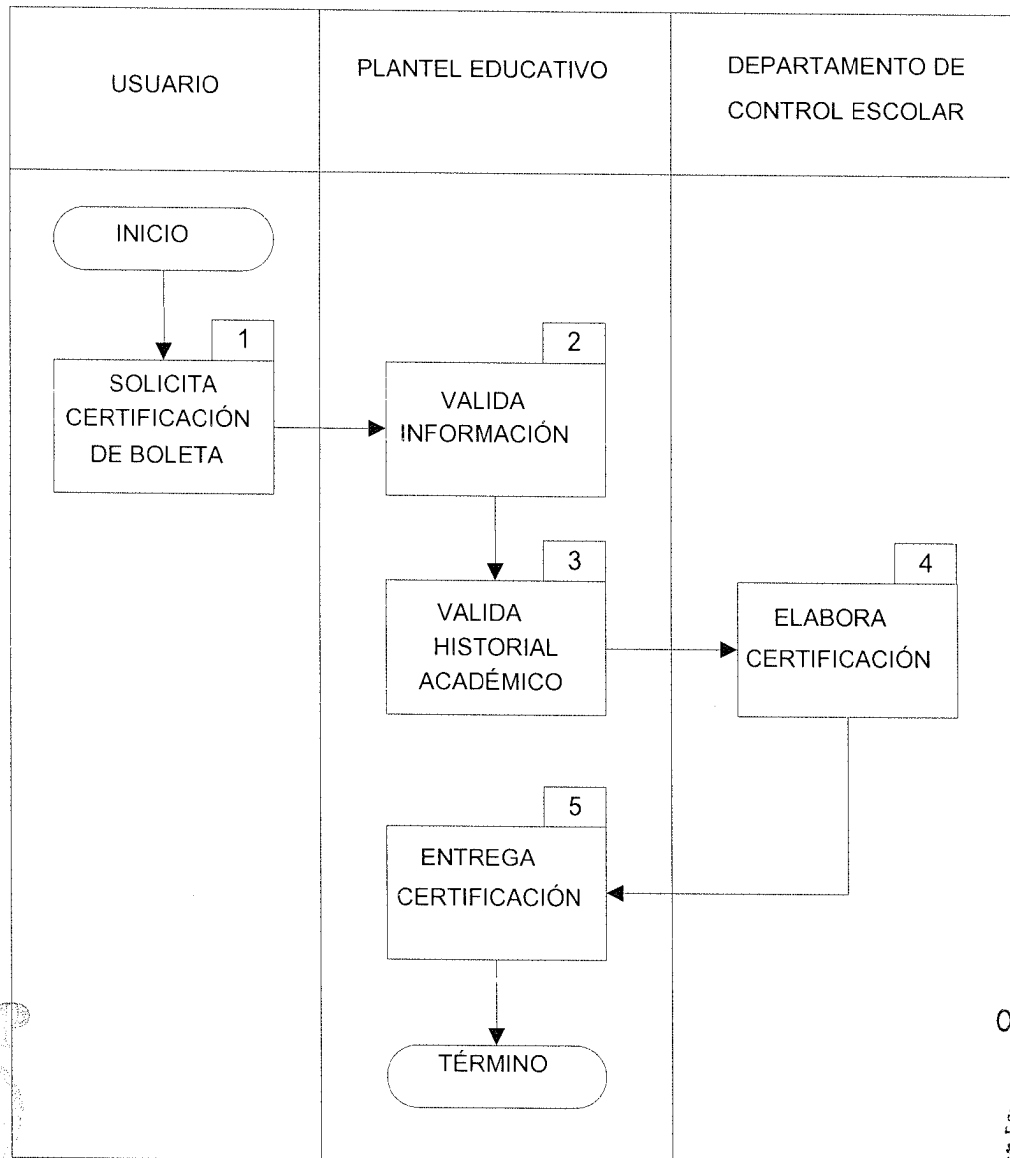 USUARIO
PLANTEL EDUCATIVO
DEPARTAMENTO DE
CONTROL ESCOLAR
INICIO
1
SOLICITA
CERTIFICACIÓN
DE BOLETA
2
VALIDA
INFORMACIÓN
3
VALIDA
HISTORIAL
ACADÉMICO
4
ELABORA
CERTIFICACIÓN
5
ENTREGA
CERTIFICACIÓN
TÉRMINO